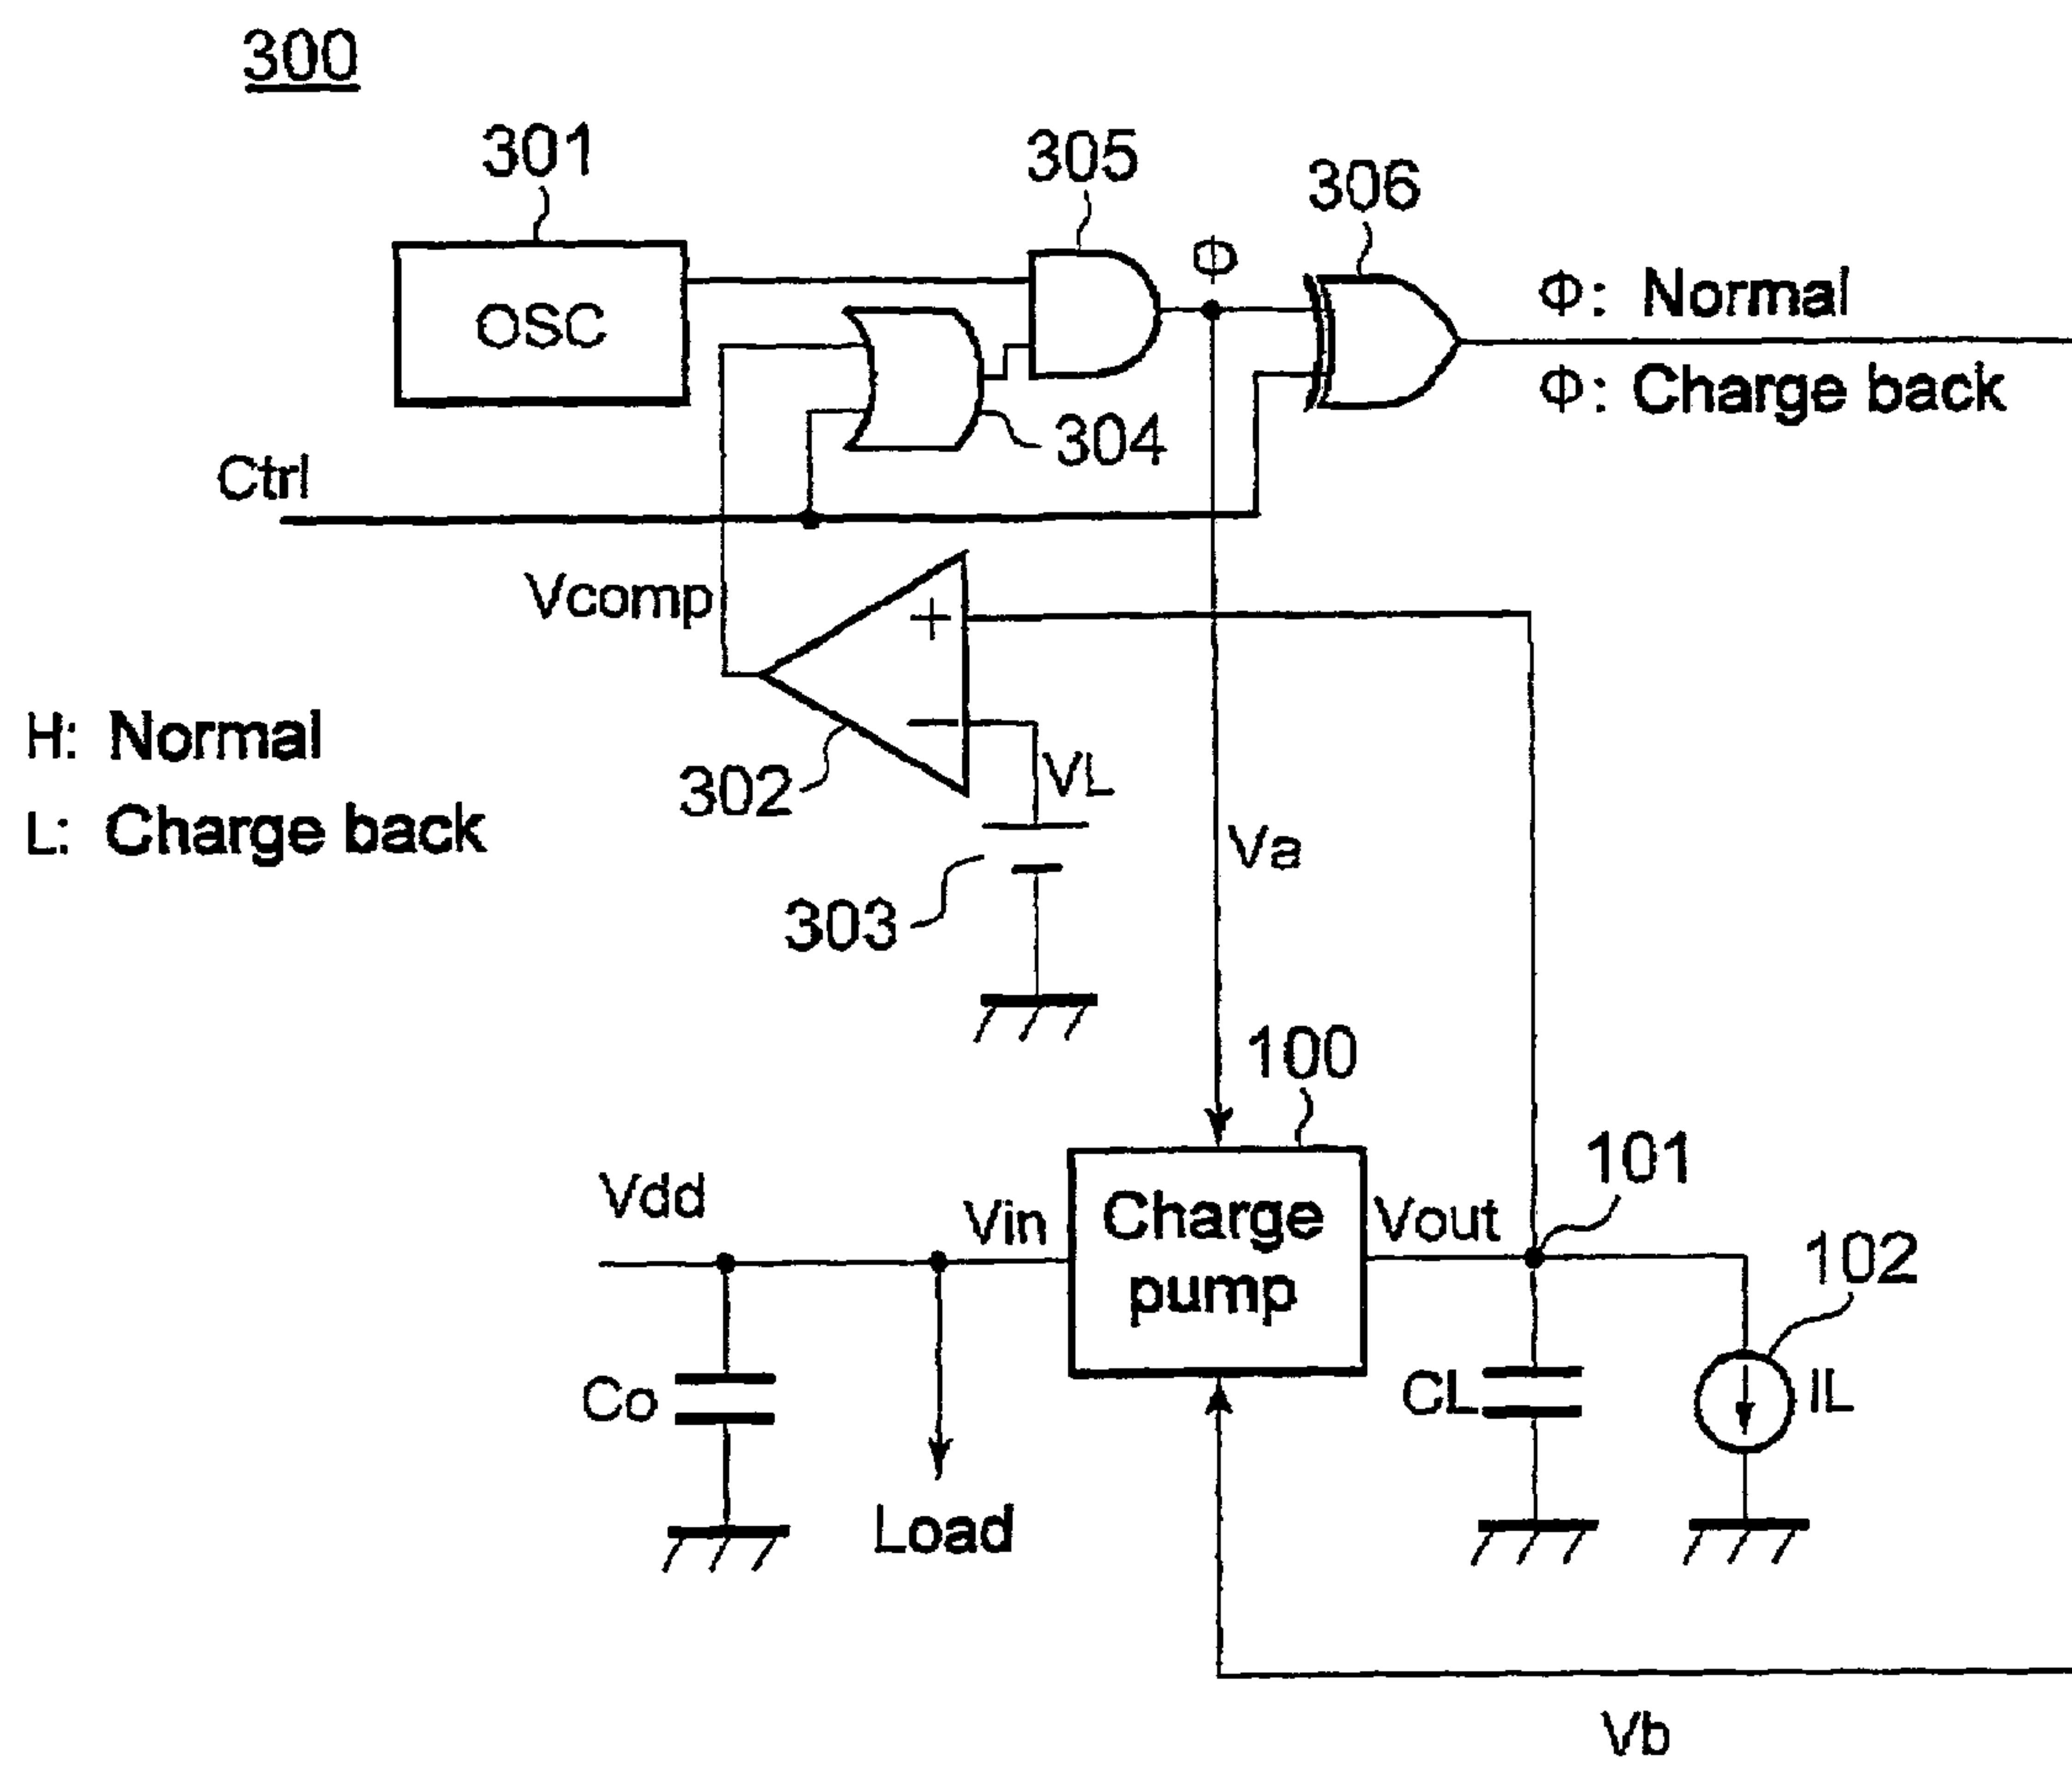 300
301
305
306
OSC
Φ
Φ: Normal
Φ: Charge back
304
Ctrl
Vcomp
+
−
H: Normal
L: Charge back
302
VL
303
Va
100
101
102
Vdd
Vin
Charge
pump
Vout
Co
Load
CL
IL
Vb